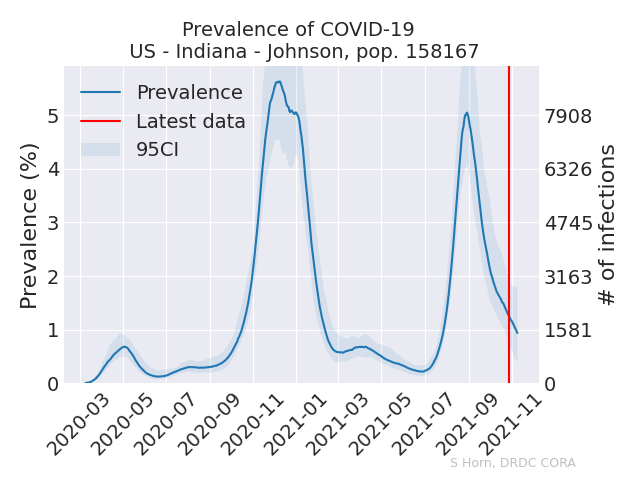 Prevalence of COVID-19
US - Indiana - Johnson, pop. 158167
Prevalence
Latest data
95CI
Prevalence (%)
5
4
3
2
1
0
7908
6326
4745
3163
1581
0
# of infections
2020-03
2020-05
2020-07
2020-09
2020-11
2021-01
2021-03
2021-05
2021-07
2021-09
2021-11
S Horn, DRDC CORA